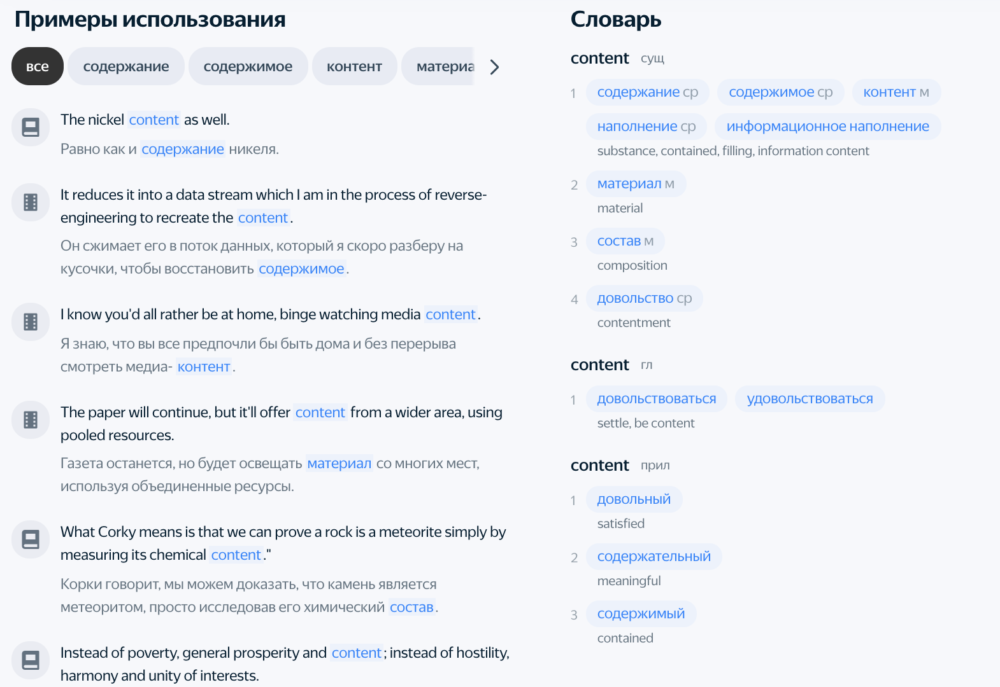 Примеры использования
все содержание содержимое контент материа
The nickel content as well.
Равно как и содержание никеля.
It reduces it into a data stream which I am in the process of reverse-
engineering to recreate the content.
Он сжимает его в поток данных, который я скоро разберу на
кусочки, чтобы восстановить содержимое.
I know you'd all rather be at home, binge watching media content.
Я знаю, что вы все предпочли бы быть дома и без перерыва
смотреть медиа- контент.
The paper will continue, but it'll offer content from a wider area, using
pooled resources.
Газета останется, но будет освещать материал со многих мест,
используя объединенные ресурсы.
What Corky means is that we can prove a rock is a meteorite simply by
measuring its chemical content."
Корки говорит, мы можем доказать, что камень является
метеоритом, просто исследовав его химический состав.
Instead of poverty, general prosperity and content; instead of hostility,
harmony and unity of interests.
Словарь
content сущ
1 содержание ср содержимое ср контент м
наполнение ср информационное наполнение
substance, contained, filling, information content
2 материал м
material
3 состав м
composition
4 довольство ср
contentment
content гл
1 довольствоваться удовольствоваться
settle, be content
content прил
1 довольный
satisfied
2 содержательный
meaningful
3 содержимый
contained